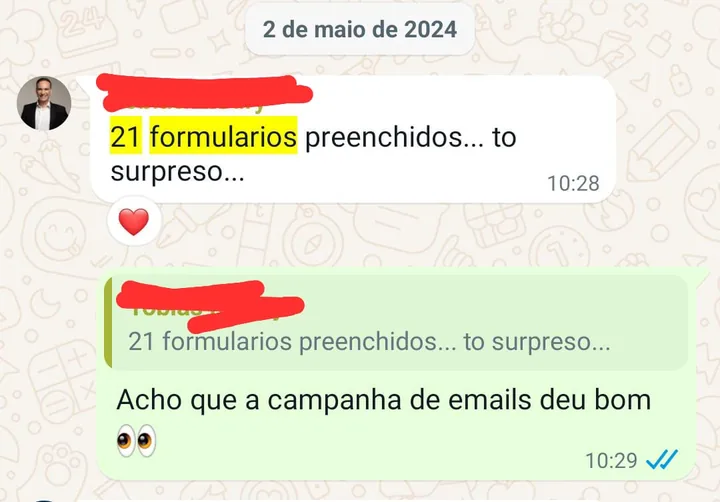 2 de maio de 2024
21 formularios preenchidos... to
surpreso...
10:28
21 formularios preenchidos... to surpreso...
Acho que a campanha de emails deu bom
👀
10:29